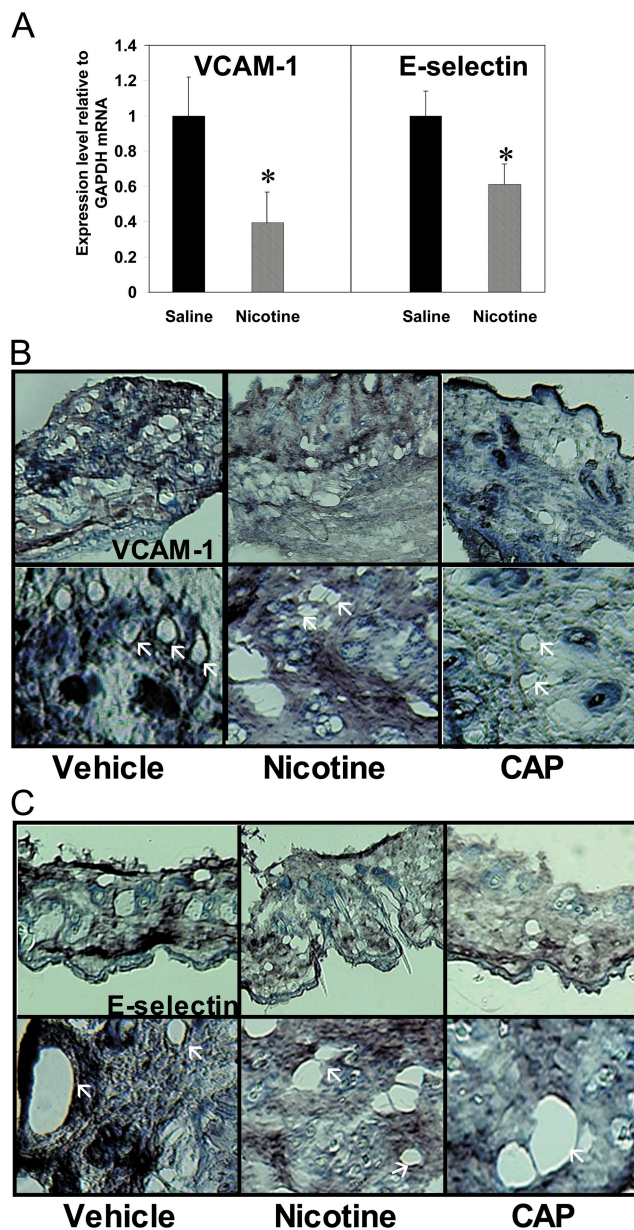 A
VCAM-1 E-selectin
Expression level relative to
GAPDH mRNA
1.4
1.2
1
0.8
0.6
0.4
0.2
0
* *
Saline Nicotine Saline Nicotine
B
VCAM-1
Vehicle Nicotine CAP
C
E-selectin
Vehicle Nicotine CAP